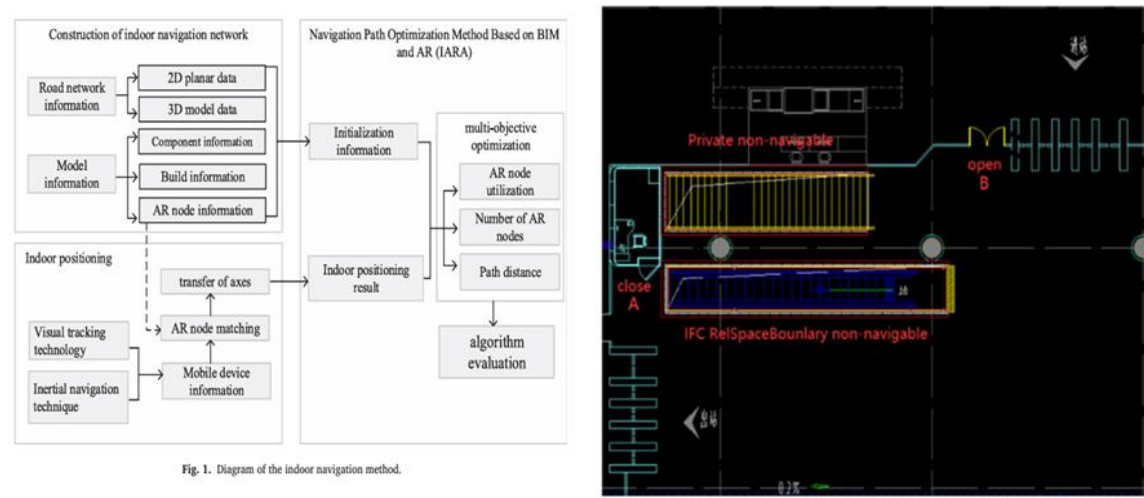 Construction of indoor navigation network
Road network
information
2D planar data
3D model data
Model
information
Component information
Build information
AR node information
Indoor positioning
transfer of axes
Visual tracking
technology
AR node matching
Inertial navigation
technique
Mobile device
information
Navigation Path Optimization Method Based on BIM
and AR (IARA)
Initialization
information
Indoor positioning
result
multi-objective
optimization
AR node
utilization
Number of AR
nodes
Path distance
algorithm
evaluation
Fig. 1. Diagram of the indoor navigation method.
Private non-navigable
open
B
close
A
IFC RelSpaceBounlary non-navigable